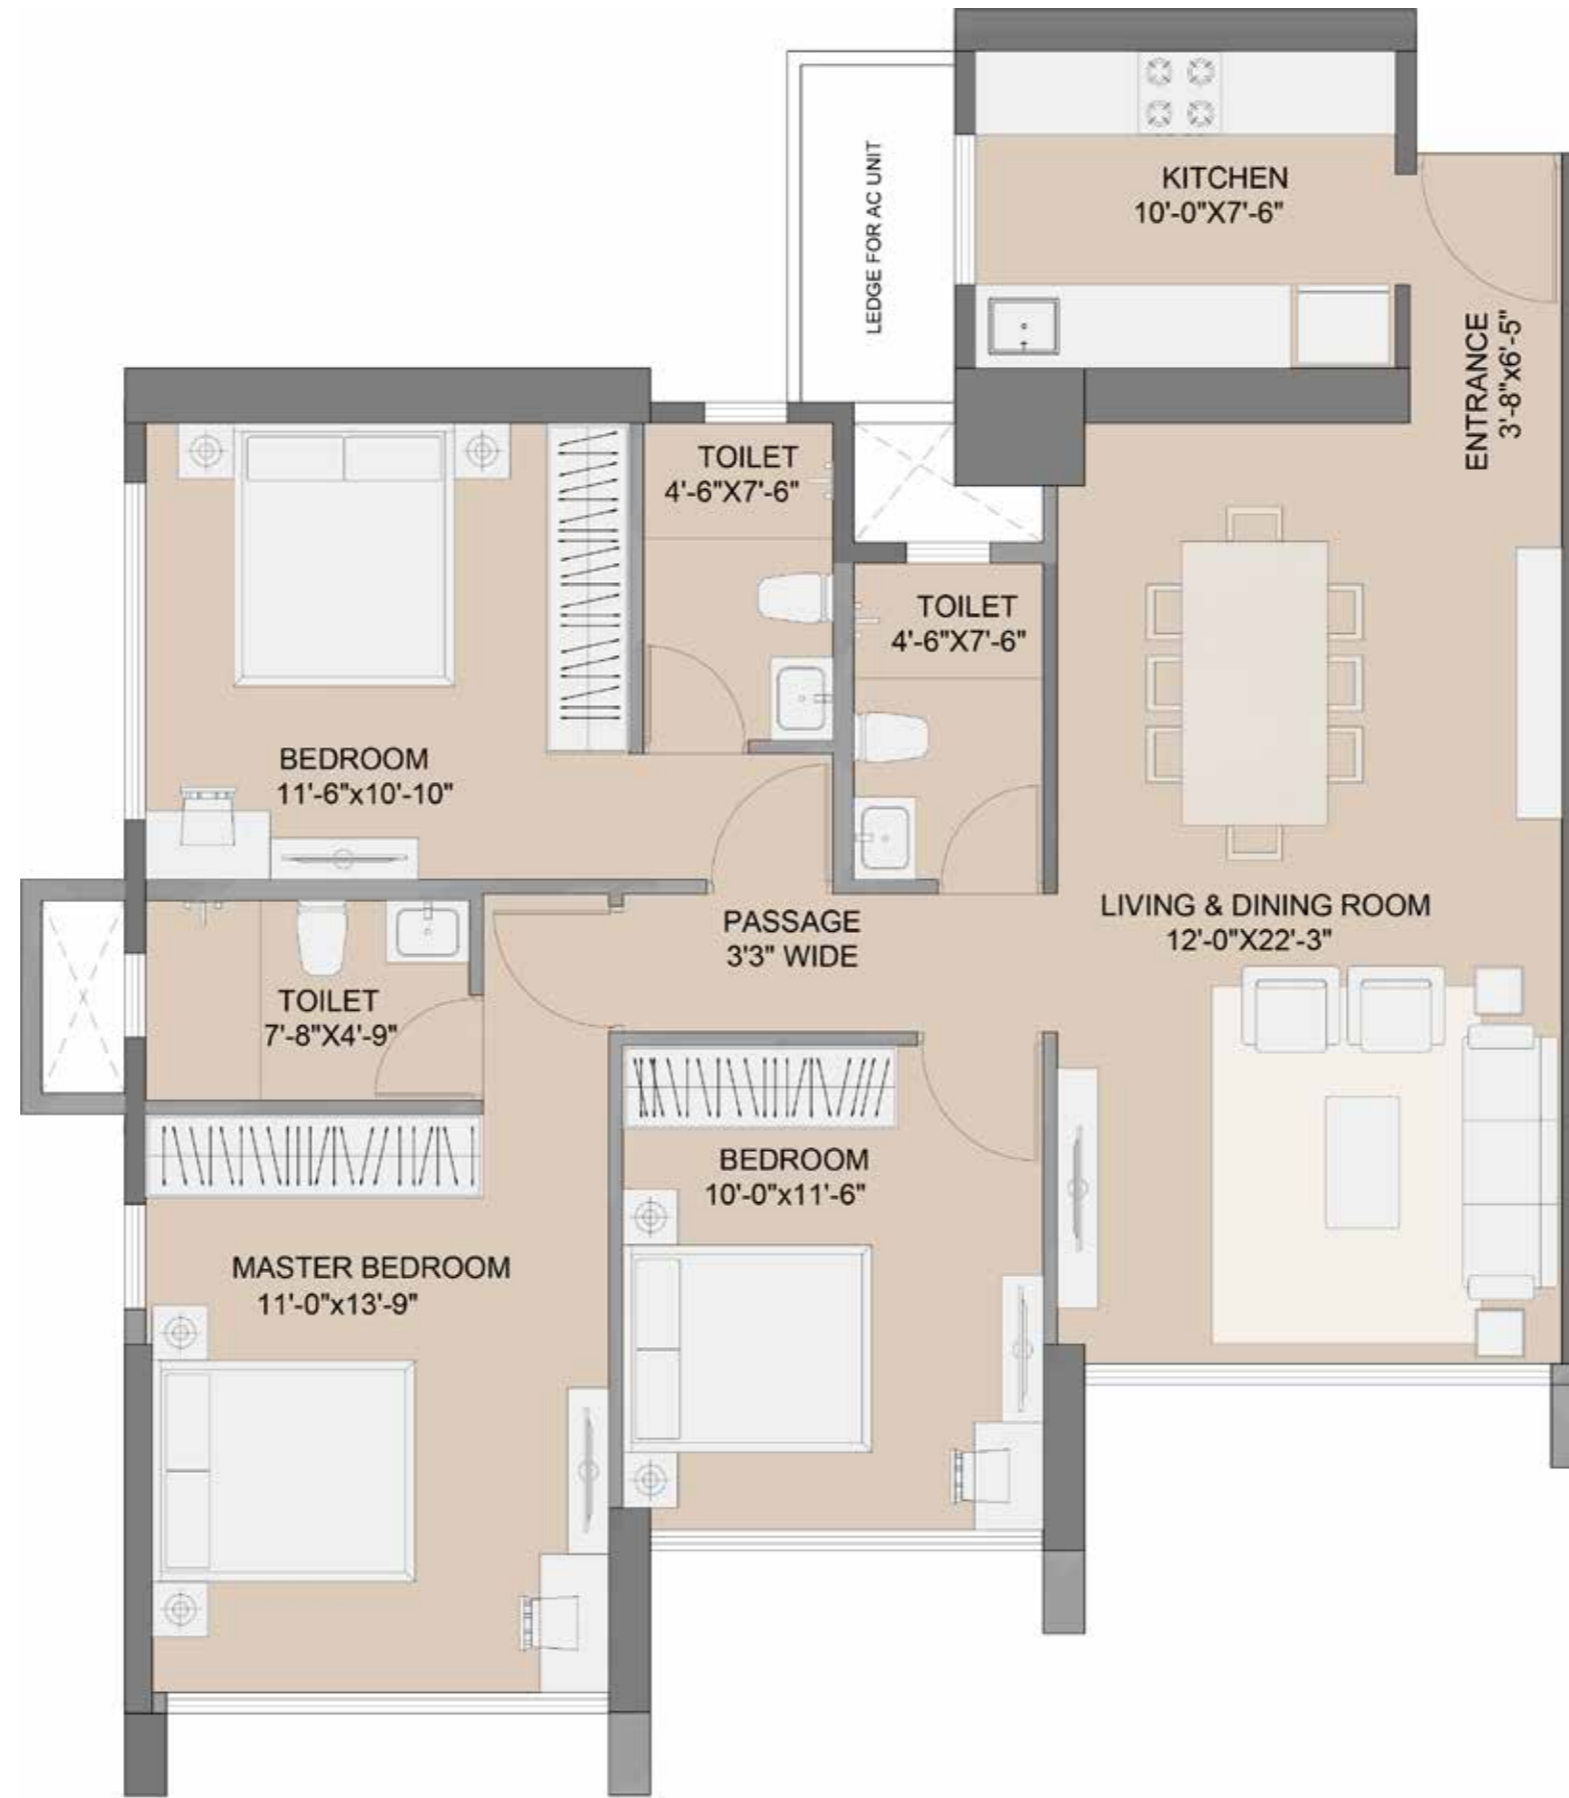 LEDGE FOR AC UNIT
KITCHEN
10'-0"X7'-6"
ENTRANCE
3'-8"x6'-5"
TOILET
4'-6"X7'-6"
TOILET
4'-6"X7'-6"
BEDROOM
11'-6"x10'-10"
PASSAGE
3'3" WIDE
LIVING & DINING ROOM
12'-0"X22'-3"
TOILET
7'-8"X4'-9"
BEDROOM
10'-0"x11'-6"
MASTER BEDROOM
11'-0"x13'-9"